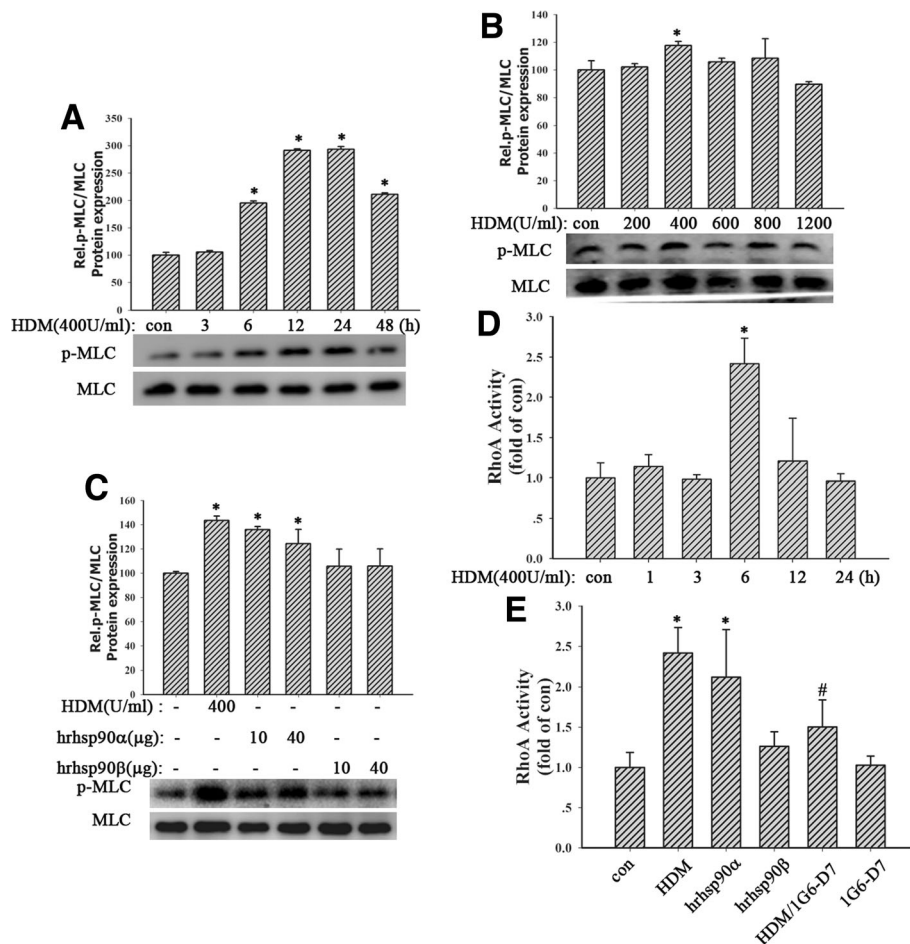 A
Rel.p-MLC/MLC
Protein expression
350
300
250
200
150
100
50
0
* * * *
HDM(400U/ml): con 3 6 12 24 48 (h)
p-MLC
MLC
B
Rel.p-MLC/MLC
Protein expression
140
120
100
80
60
40
20
0
*
HDM(U/ml): con 200 400 600 800 1200
p-MLC
MLC
C
Rel.p-MLC/MLC
Protein expression
160
140
120
100
80
60
40
20
0
* * *
HDM(U/ml) : - 400 - - - -
hrhsp90α(µg): - - 10 40 - -
hrhsp90β(µg): - - - - 10 40
p-MLC
MLC
D
RhoA Activity
(fold of con)
3.0
2.5
2.0
1.5
1.0
.5
0.0
*
HDM(400U/ml): con 1 3 6 12 24 (h)
E
RhoA Activity
(fold of con)
3.0
2.5
2.0
1.5
1.0
.5
0.0
* * #
con HDM hrhsp90α hrhsp90β HDM/1G6-D7 1G6-D7